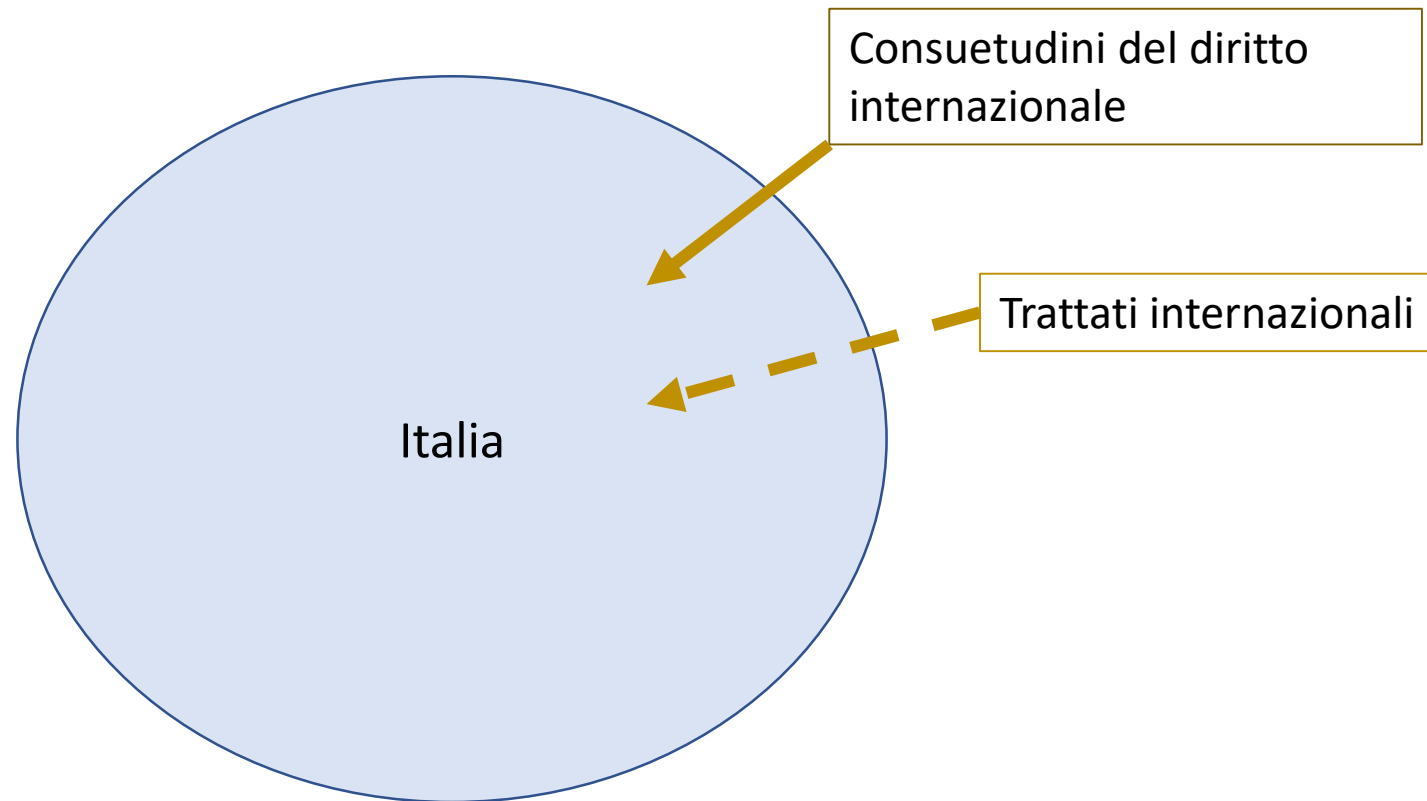 Consuetudini del diritto
internazionale
Trattati internazionali
Italia